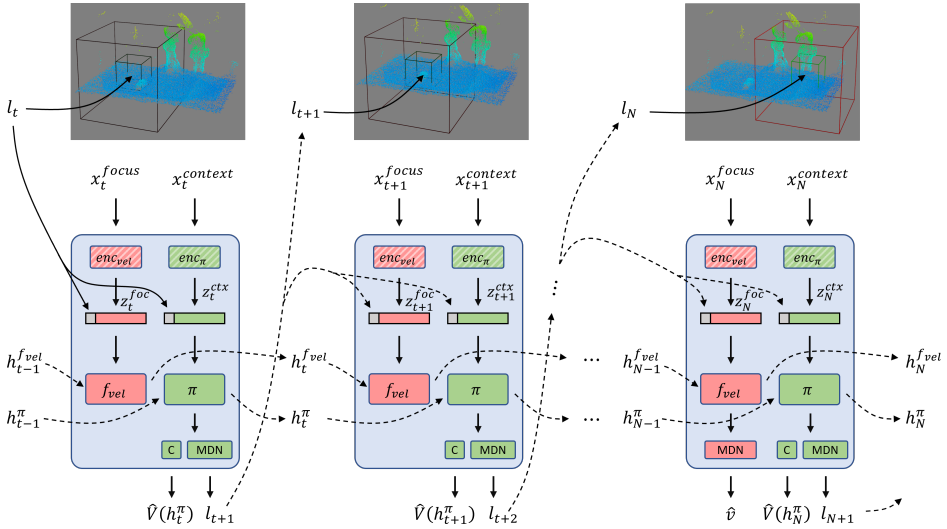 l_t
l_{t+1}
l_N
x_t^{focus} x_t^{context}
x_{t+1}^{focus} x_{t+1}^{context}
x_N^{focus} x_N^{context}
enc_{vel} enc_π
enc_{vel} enc_π
enc_{vel} enc_π
z_t^{foc} z_t^{ctx}
z_{t+1}^{foc} z_{t+1}^{ctx}
z_N^{foc} z_N^{ctx}
h_{t-1}^{f_{vel}} h_t^{f_{vel}} ⋯ h_{N-1}^{f_{vel}} h_N^{f_{vel}}
f_{vel} π
f_{vel} π
f_{vel} π
h_{t-1}^π h_t^π ⋯ h_{N-1}^π h_N^π
C MDN
C MDN
MDN C MDN
V̂(h_t^π) l_{t+1}
V̂(h_{t+1}^π) l_{t+2}
v̂ V̂(h_N^π) l_{N+1}